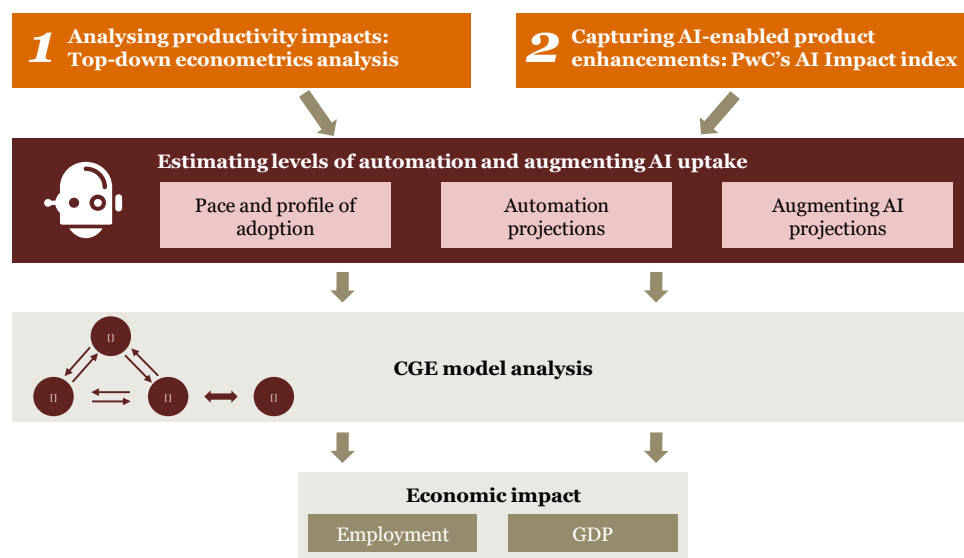 1 Analysing productivity impacts:
Top-down econometrics analysis
2 Capturing AI-enabled product
enhancements: PwC's AI Impact index
Estimating levels of automation and augmenting AI uptake
Pace and profile of
adoption
Automation
projections
Augmenting AI
projections
[]
[]
[]
[]
CGE model analysis
Economic impact
Employment
GDP